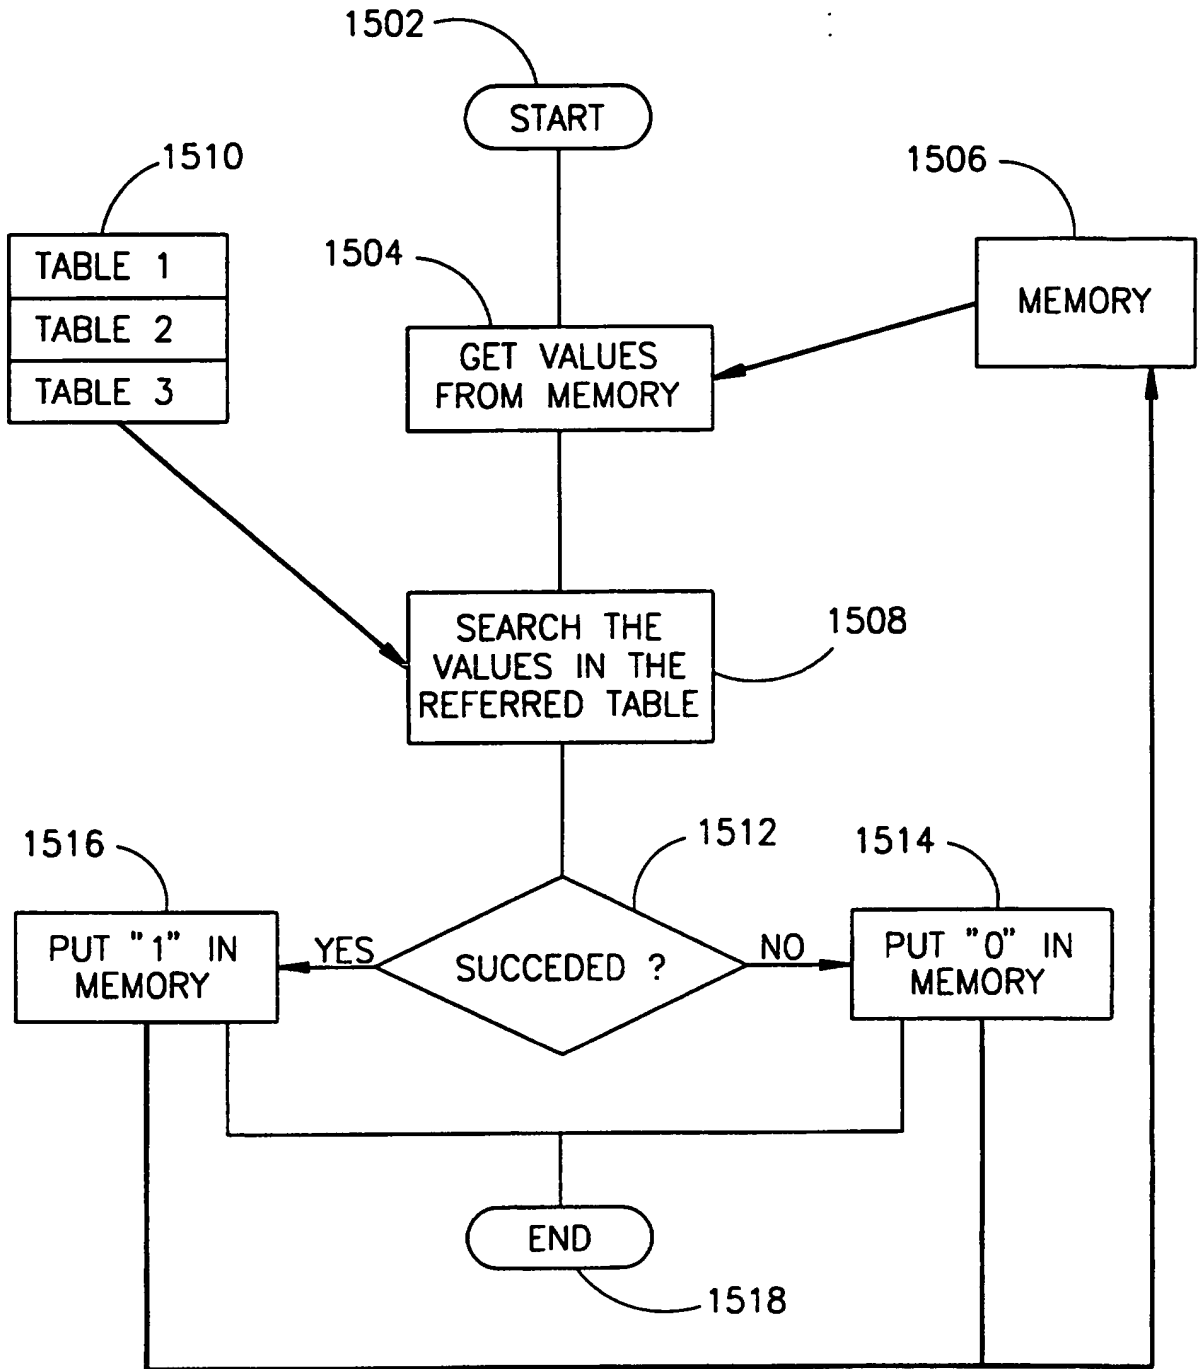 1502
START
1510
1506
TABLE 1
TABLE 2
TABLE 3
1504
MEMORY
GET VALUES
FROM MEMORY
SEARCH THE
VALUES IN THE
REFERRED TABLE
1508
1516
1512
1514
PUT "1" IN
MEMORY
YES
SUCCEDED ?
NO
PUT "0" IN
MEMORY
END
1518